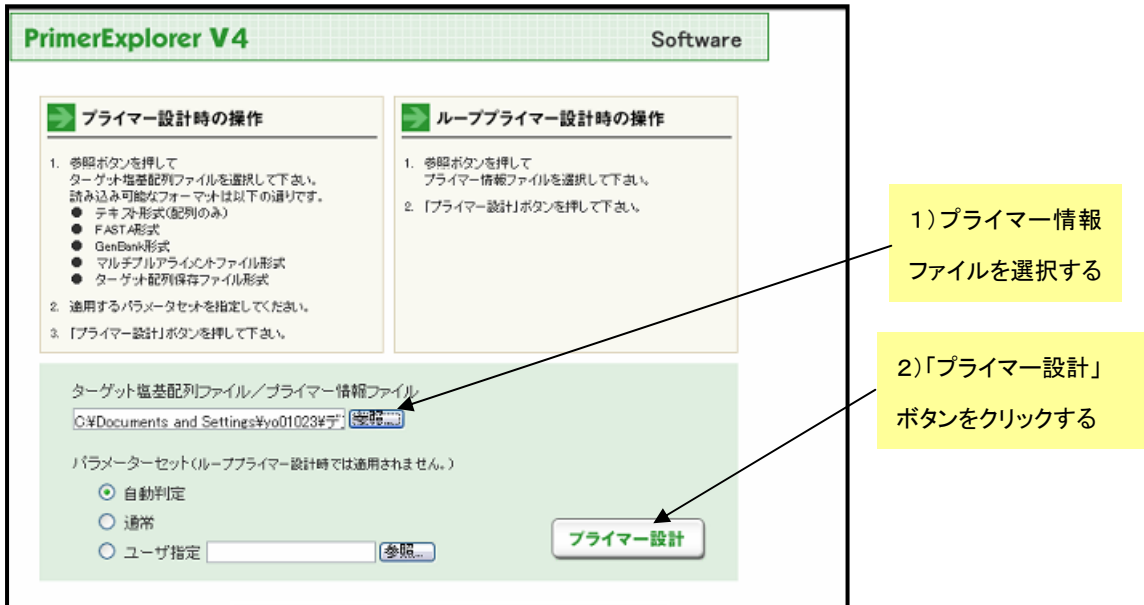 PrimerExplorer V4
Software
プライマー設計時の操作
1. 参照ボタンを押して
ターゲット塩基配列ファイルを選択して下さい。
読み込み可能なフォーマットは以下の通りです。
● テキスト形式(配列のみ)
● FASTA形式
● GenBank形式
● マルチプルアライメントファイル形式
● ターゲット配列保存ファイル形式
2. 適用するパラメータセットを指定してください。
3. 「プライマー設計」ボタンを押して下さい。
ループプライマー設計時の操作
1. 参照ボタンを押して
プライマー情報ファイルを選択して下さい。
2. 「プライマー設計」ボタンを押して下さい。
ターゲット塩基配列ファイル／プライマー情報ファイル
C:¥Documents and Settings¥yo01023¥デ 参照...
パラメーターセット(ループプライマー設計時では適用されません。)
自動判定
通常
ユーザ指定 参照...
プライマー設計
1)プライマー情報
ファイルを選択する
2)「プライマー設計」
ボタンをクリックする